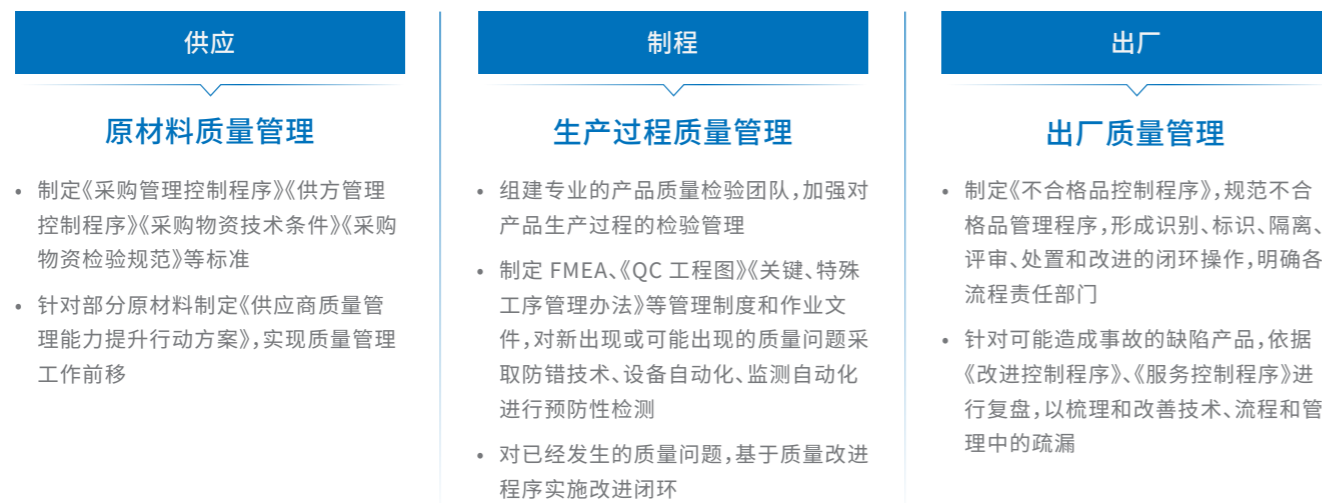 供应
原材料质量管理
• 制定《采购管理控制程序》《供方管理
控制程序》《采购物资技术条件》《采购
物资检验规范》等标准
• 针对部分原材料制定《供应商质量管
理能力提升行动方案》，实现质量管理
工作前移
制程
生产过程质量管理
• 组建专业的产品质量检验团队，加强对
产品生产过程的检验管理
• 制定 FMEA、《QC 工程图》《关键、特殊
工序管理办法》等管理制度和作业文
件，对新出现或可能出现的质量问题采
取防错技术、设备自动化、监测自动化
进行预防性检测
• 对已经发生的质量问题，基于质量改进
程序实施改进闭环
出厂
出厂质量管理
• 制定《不合格品控制程序》，规范不合
格品管理程序，形成识别、标识、隔离、
评审、处置和改进的闭环操作，明确各
流程责任部门
• 针对可能造成事故的缺陷产品，依据
《改进控制程序》、《服务控制程序》进
行复盘，以梳理和改善技术、流程和管
理中的疏漏